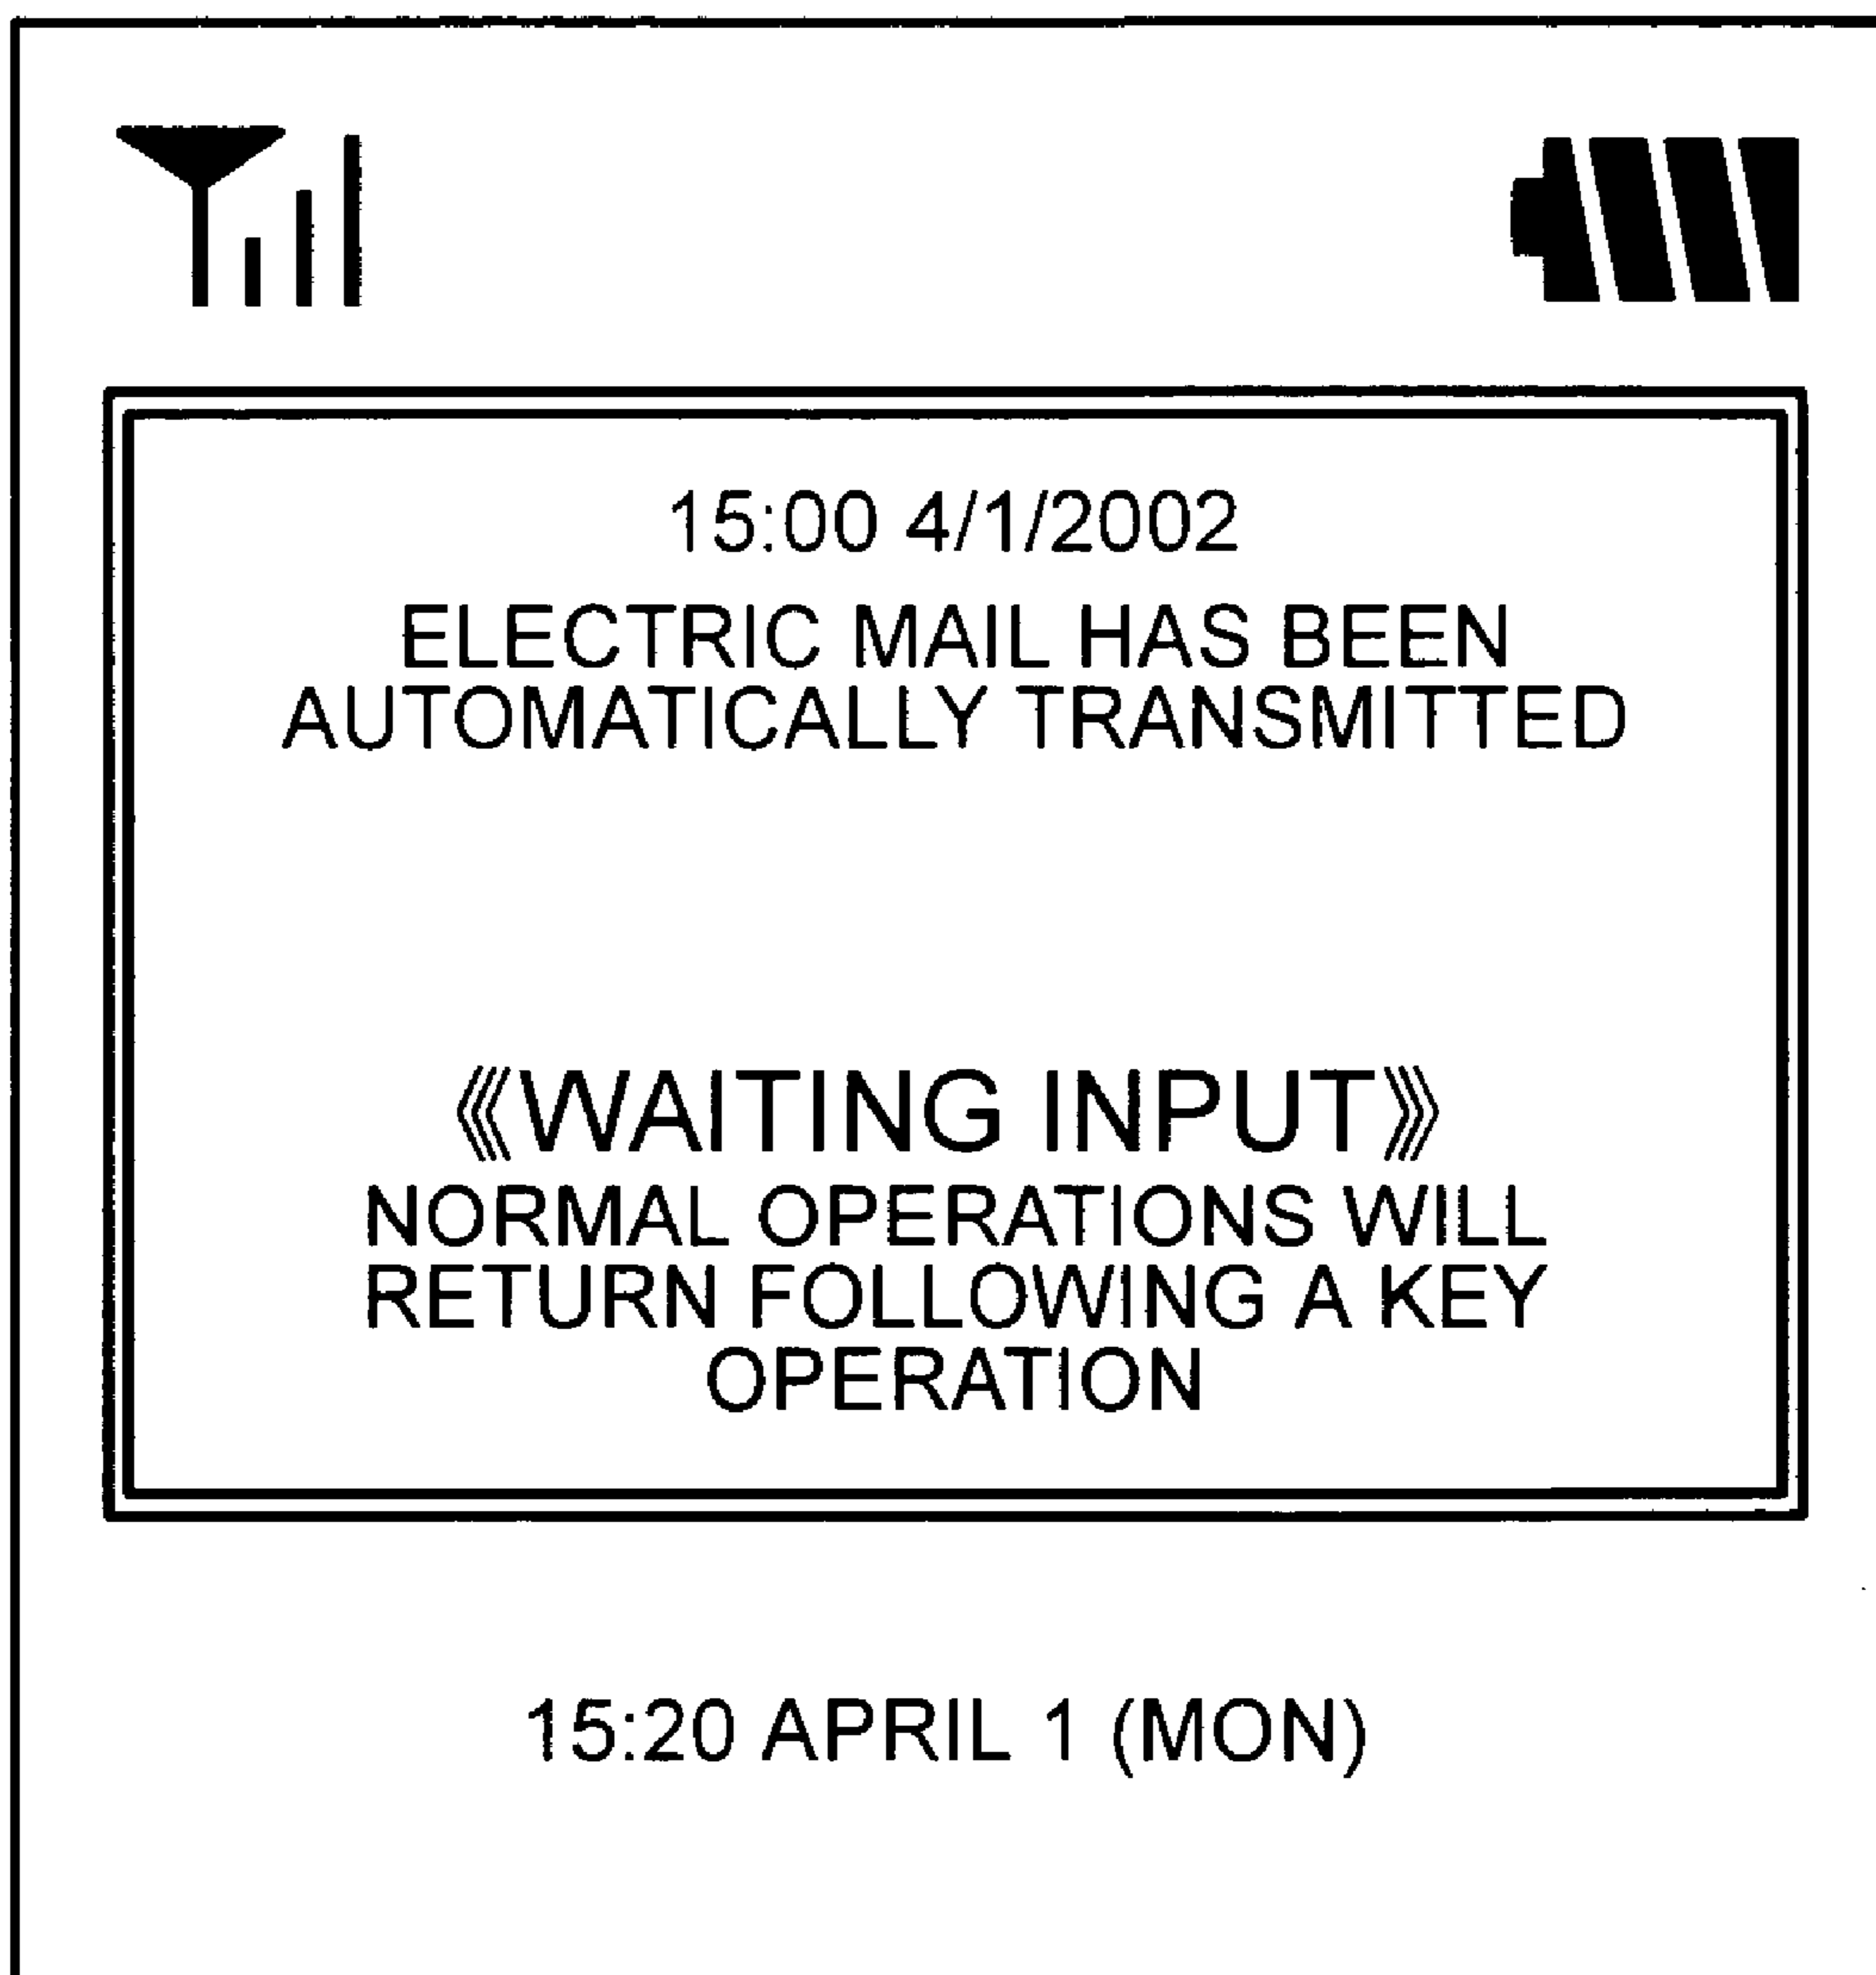 15:00 4/1/2002
ELECTRIC MAIL HAS BEEN
AUTOMATICALLY TRANSMITTED
⟪WAITING INPUT⟫
NORMAL OPERATIONS WILL
RETURN FOLLOWING A KEY
OPERATION
15:20 APRIL 1 (MON)